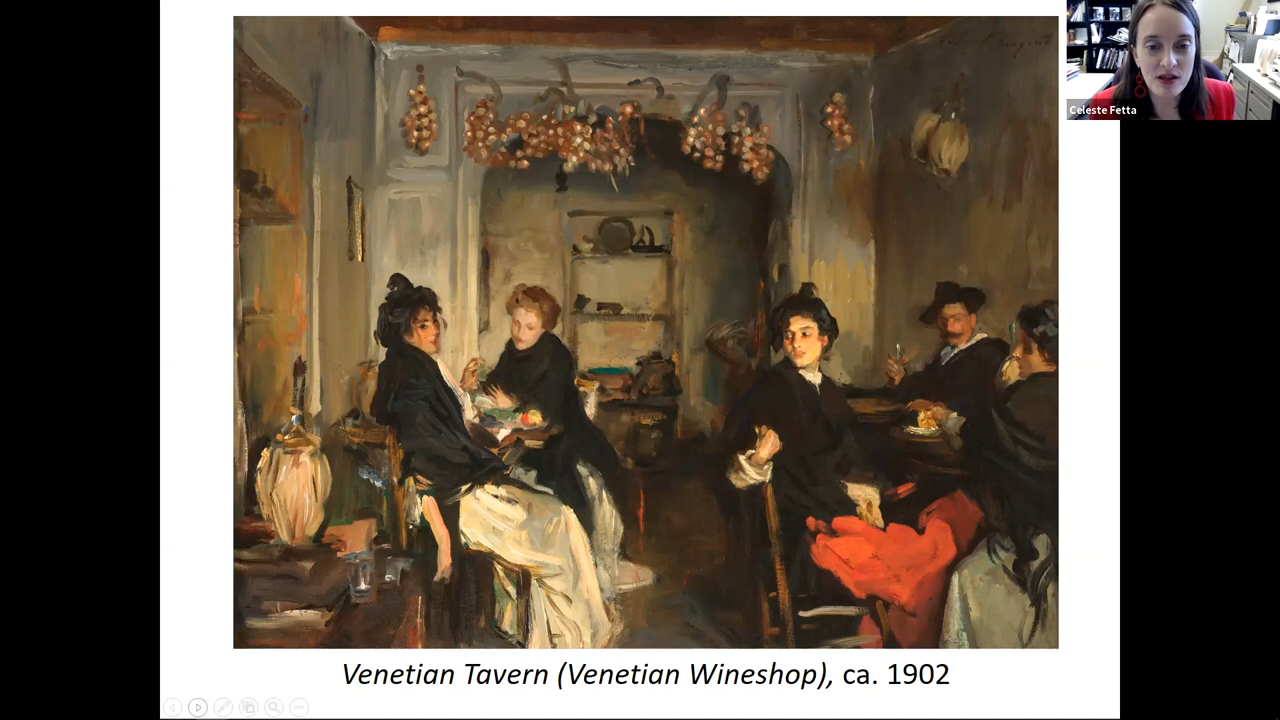 Celeste Fetta
Venetian Tavern (Venetian Wineshop), ca. 1902